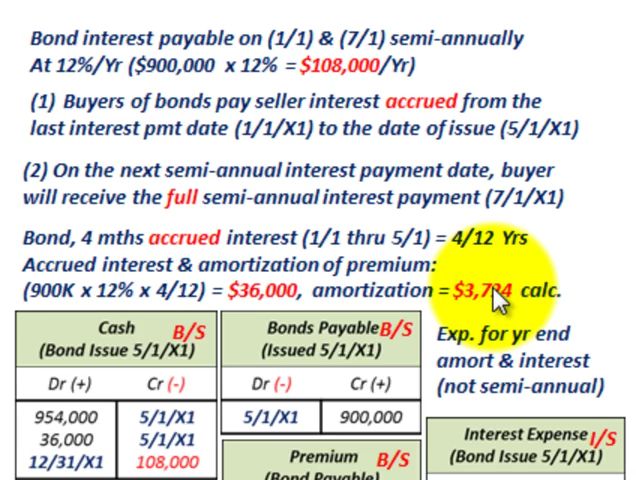 Bond interest payable on (1/1) & (7/1) semi-annually
At 12%/Yr ($900,000 x 12% = $108,000/Yr)
(1) Buyers of bonds pay seller interest accrued from the
last interest pmt date (1/1/X1) to the date of issue (5/1/X1)
(2) On the next semi-annual interest payment date, buyer
will receive the full semi-annual interest payment (7/1/X1)
Bond, 4 mths accrued interest (1/1 thru 5/1) = 4/12 Yrs
Accrued interest & amortization of premium:
(900K x 12% x 4/12) = $36,000, amortization = calc.
Exp. for yr end
amort & interest
(not semi-annual)
Cash B/S
(Bond Issue 5/1/X1)
Dr (+) Cr (-)
954,000 5/1/X1
36,000 5/1/X1
12/31/X1 108,000
Bonds Payable B/S
(Issued 5/1/X1)
Dr (-) Cr (+)
5/1/X1 900,000
Premium B/S
(Bond Payable)
Interest Expense I/S
(Bond Issue 5/1/X1)